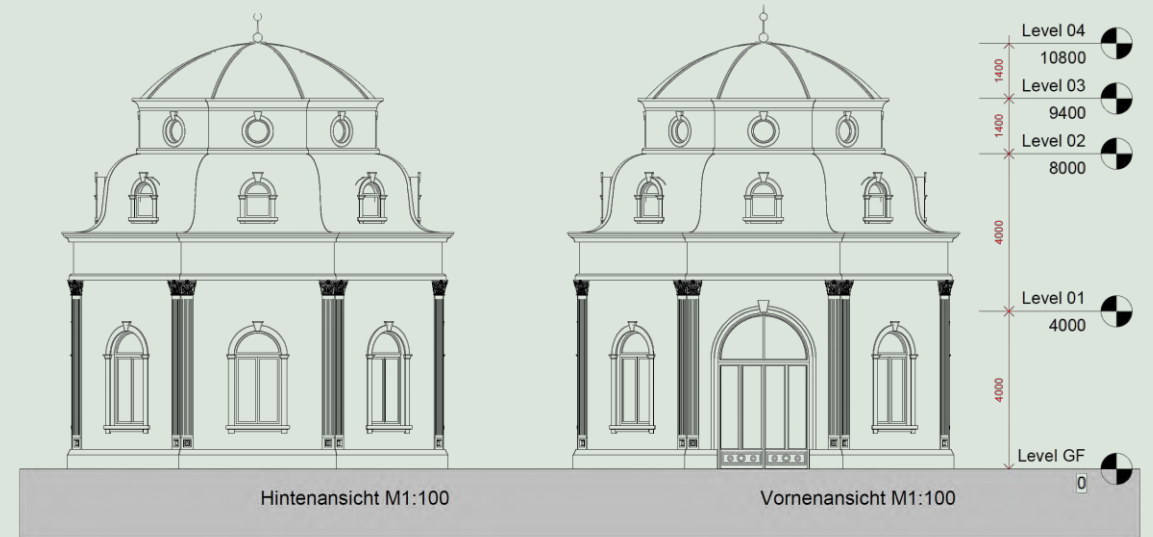 Level 04
10800
1400
Level 03
9400
1400
Level 02
8000
4000
Level 01
4000
4000
Level GF
0
Hintenansicht M1:100
Vornenansicht M1:100